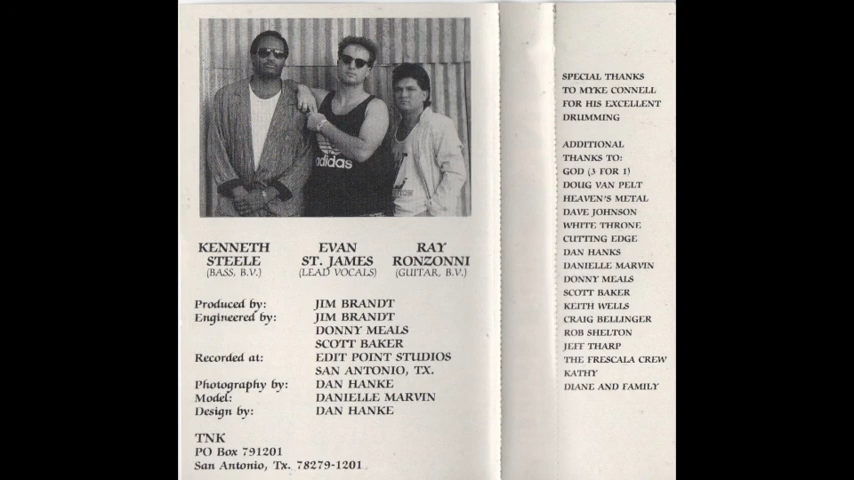 adidas
KENNETH STEELE (BASS, B.V.)
EVAN ST. JAMES (LEAD VOCALS)
RAY RONZONNI (GUITAR, B.V.)
Produced by: JIM BRANDT
Engineered by: JIM BRANDT
DONNY MEALS
SCOTT BAKER
Recorded at: EDIT POINT STUDIOS
SAN ANTONIO, TX.
Photography by: DAN HANKE
Model: DANIELLE MARVIN
Design by: DAN HANKE
TNK
PO Box 791201
San Antonio, Tx. 78279-1201
SPECIAL THANKS
TO MYKE CONNELL
FOR HIS EXCELLENT
DRUMMING
ADDITIONAL
THANKS TO:
GOD (3 FOR 1)
DOUG VAN PELT
HEAVEN'S METAL
DAVE JOHNSON
WHITE THRONE
CUTTING EDGE
DAN HANKS
DANIELLE MARVIN
DONNY MEALS
SCOTT BAKER
KEITH WELLS
CRAIG BELLINGER
ROB SHELTON
JEFF THARP
THE FRESCALA CREW
KATHY
DIANE AND FAMILY